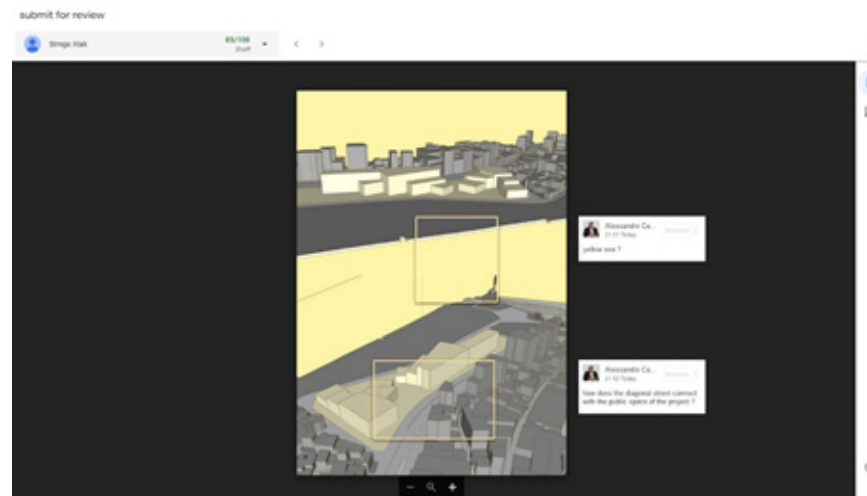 submit for review
Simge Alak
85/100
Draft
Alessandro Ca...
21:51 Today
yellow sea ?
Alessandro Ca...
21:52 Today
how does the diagonal street connect
with the public space of the project ?